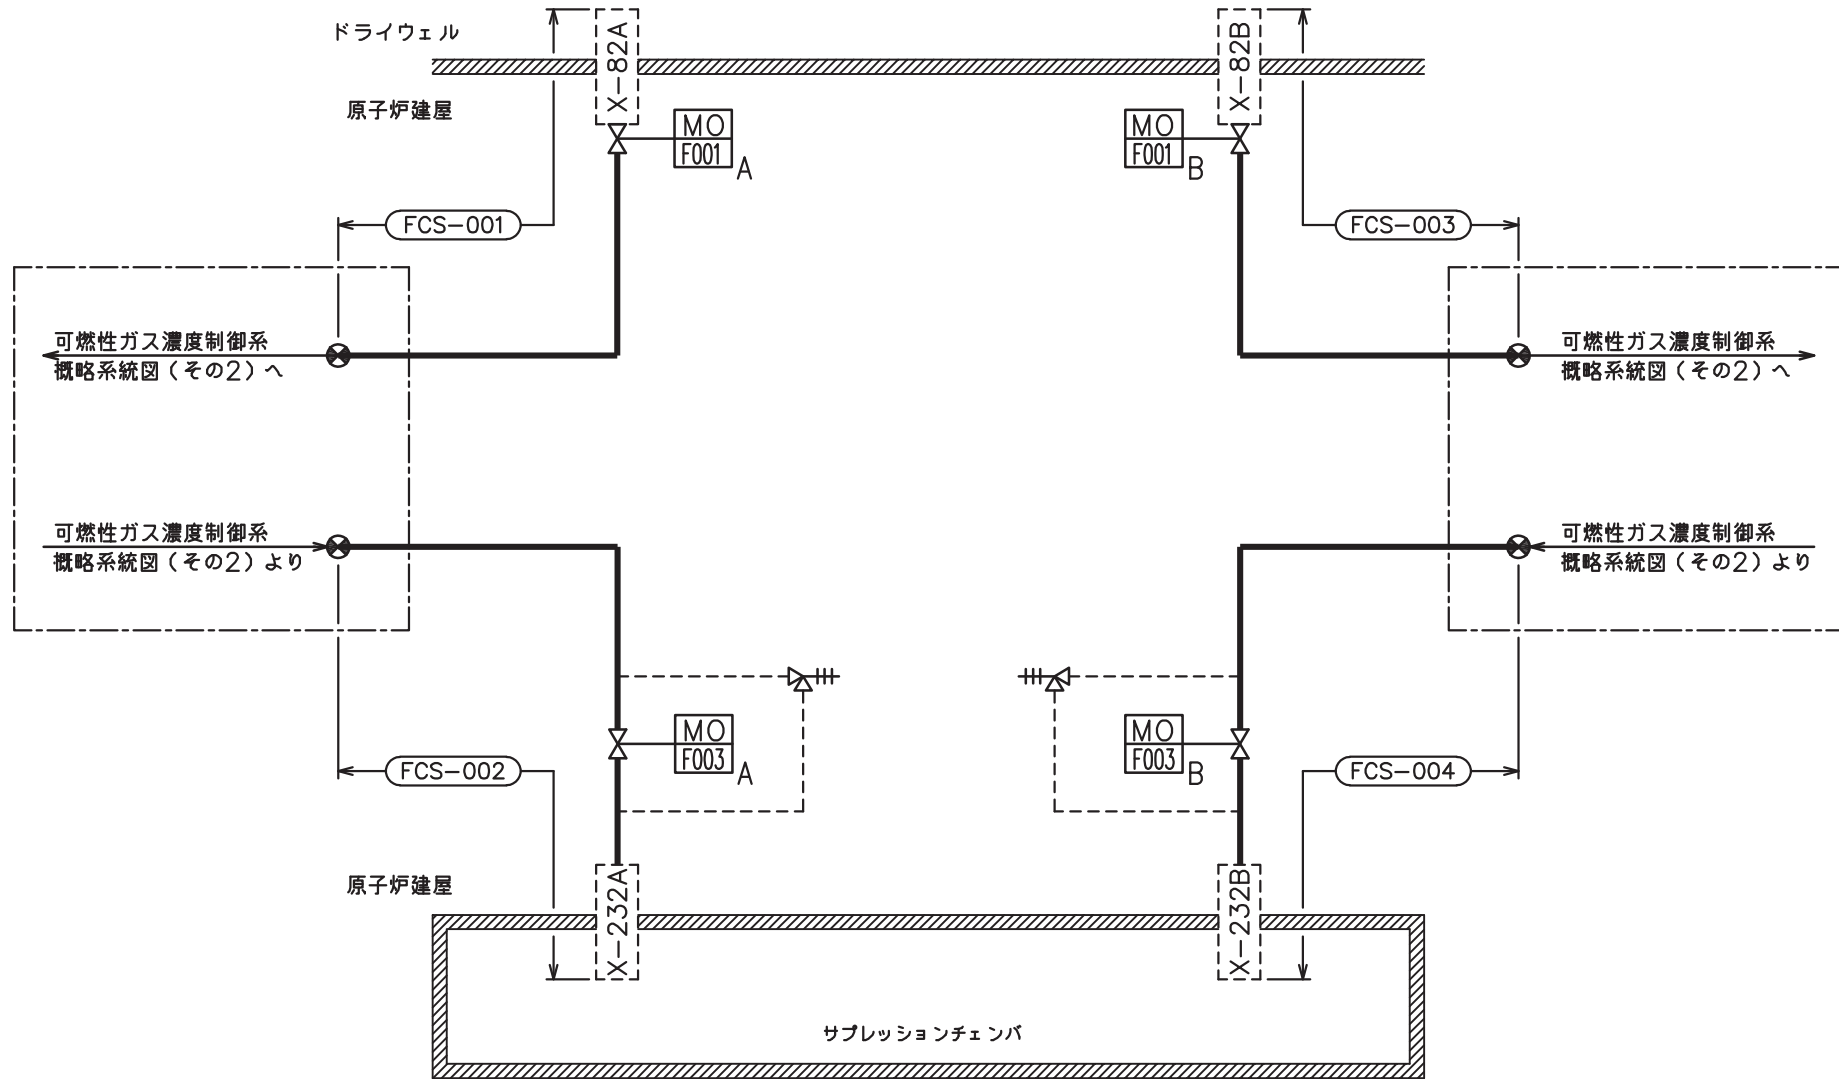 ドライウェル
X-82A
X-82B
原子炉建屋
MO
F001
A
MO
F001
B
FCS-001
FCS-003
可燃性ガス濃度制御系
概略系統図(その2)へ
可燃性ガス濃度制御系
概略系統図(その2)へ
可燃性ガス濃度制御系
概略系統図(その2)より
可燃性ガス濃度制御系
概略系統図(その2)より
MO
F003
A
MO
F003
B
FCS-002
FCS-004
原子炉建屋
X-232A
X-232B
サプレッションチェンバ